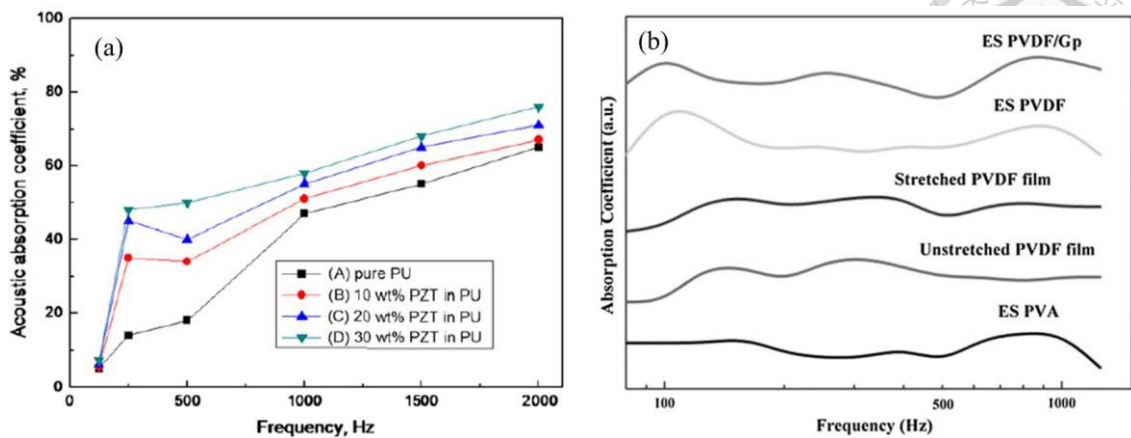 (a)
Acoustic absorption coefficient, %
100
80
60
40
20
0
(A) pure PU
(B) 10 wt% PZT in PU
(C) 20 wt% PZT in PU
(D) 30 wt% PZT in PU
0
500
1000
1500
2000
Frequency, Hz
(b)
Absorption Coefficient (a.u.)
ES PVDF/Gp
ES PVDF
Stretched PVDF film
Unstretched PVDF film
ES PVA
100
500
1000
Frequency (Hz)